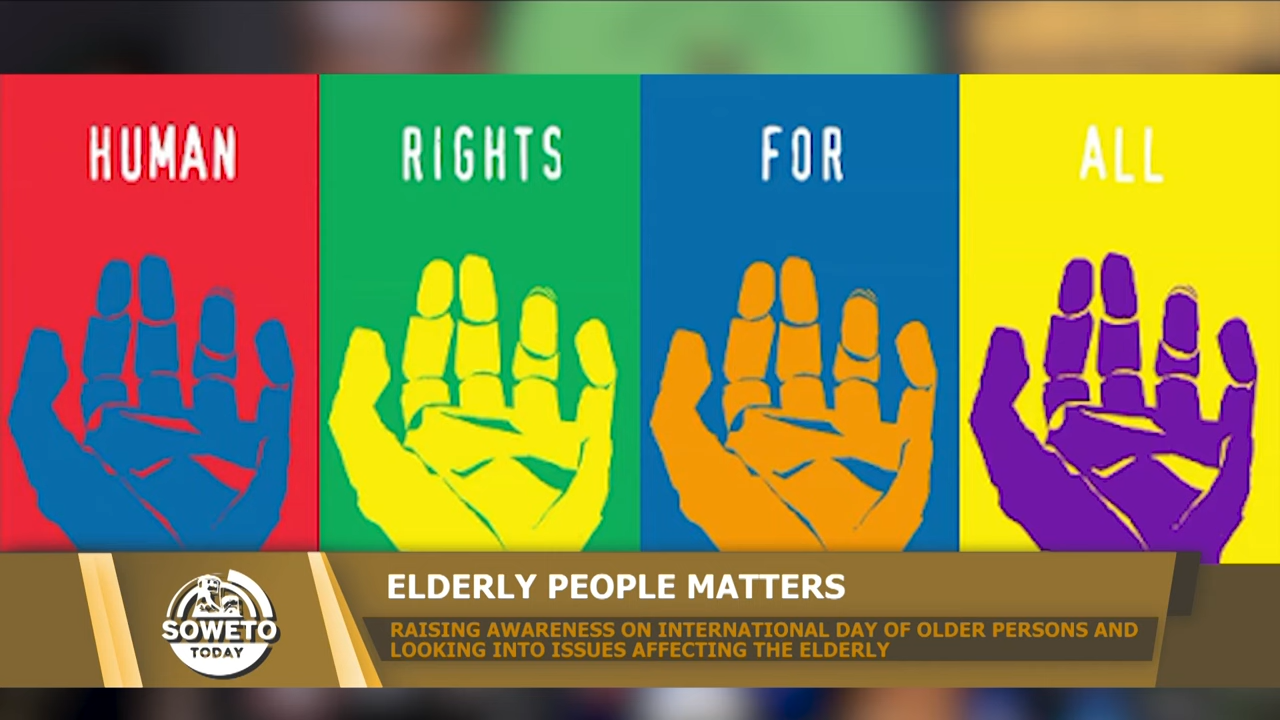 HUMAN RIGHTS FOR ALL
ELDERLY PEOPLE MATTERS
RAISING AWARENESS ON INTERNATIONAL DAY OF OLDER PERSONS AND
LOOKING INTO ISSUES AFFECTING THE ELDERLY
SOWETO
TODAY